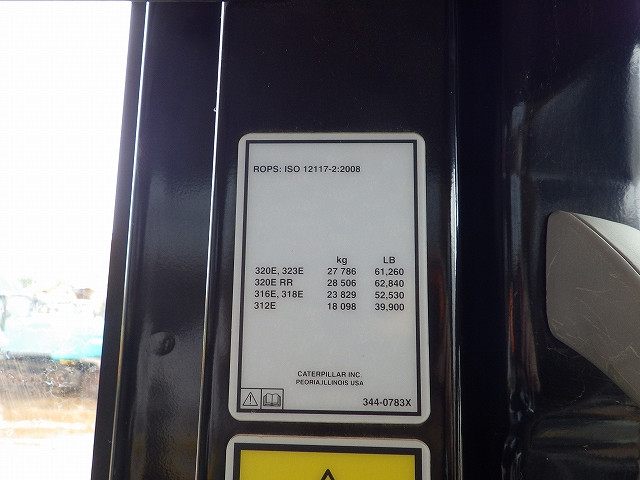 ROPS: ISO 12117-2:2008
kg LB
320E, 323E 27 786 61,260
320E RR 28 506 62,840
316E, 318E 23 829 52,530
312E 18 098 39,900
CATERPILLAR INC.
PEORIA,ILLINOIS USA
344-0783X